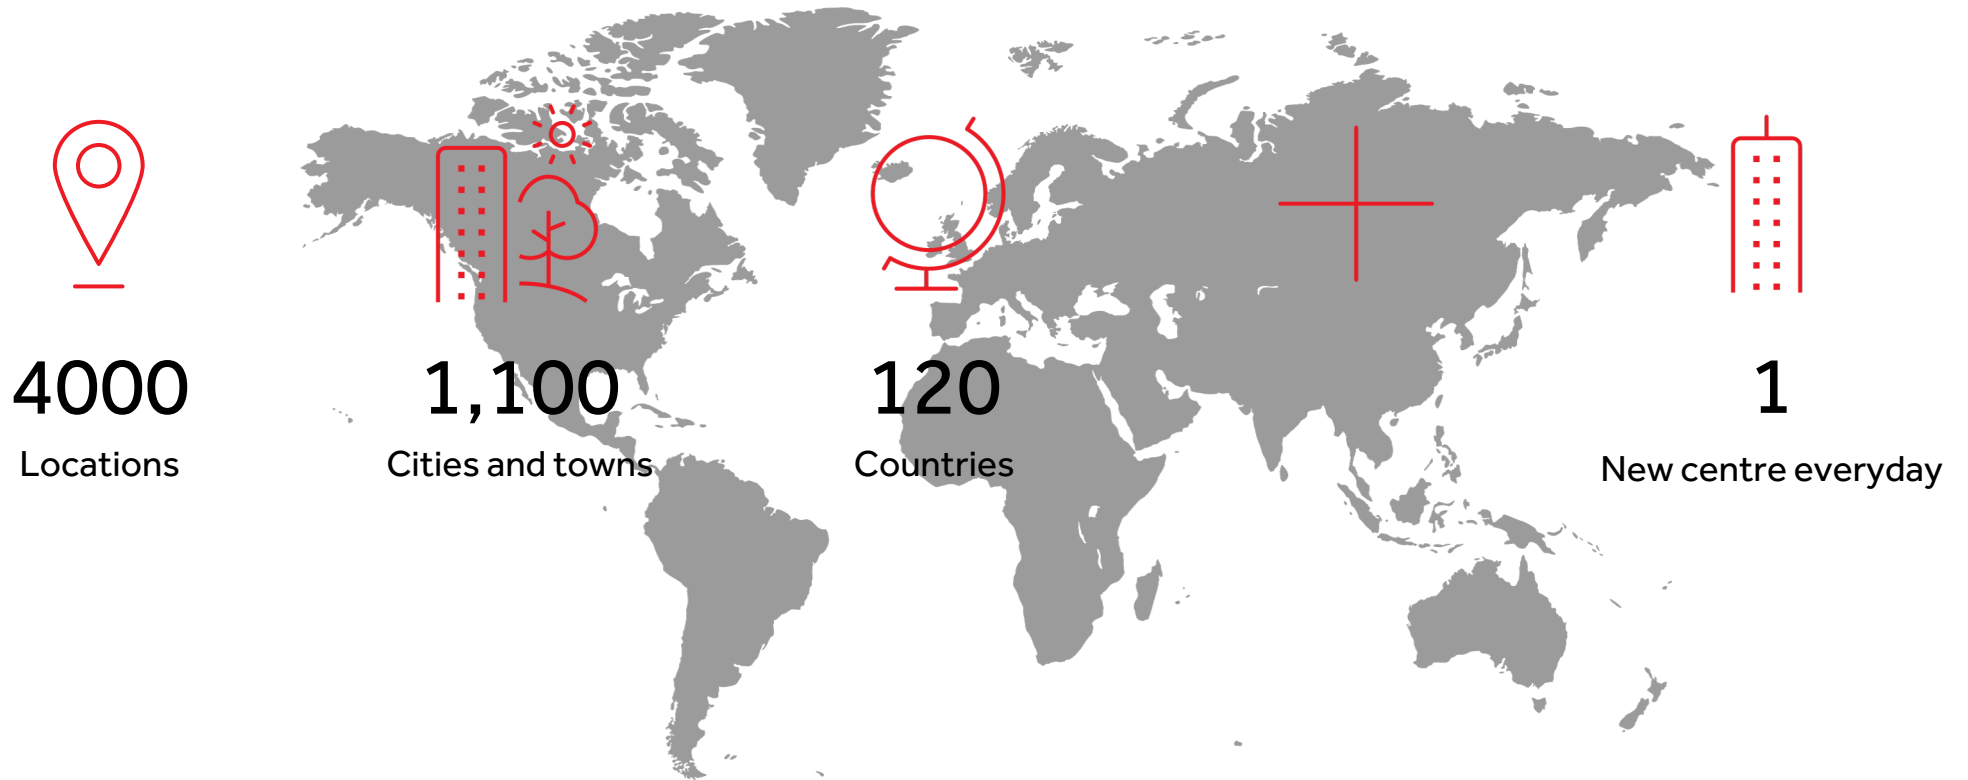 4000
Locations
1,100
Cities and towns
120
Countries
1
New centre everyday